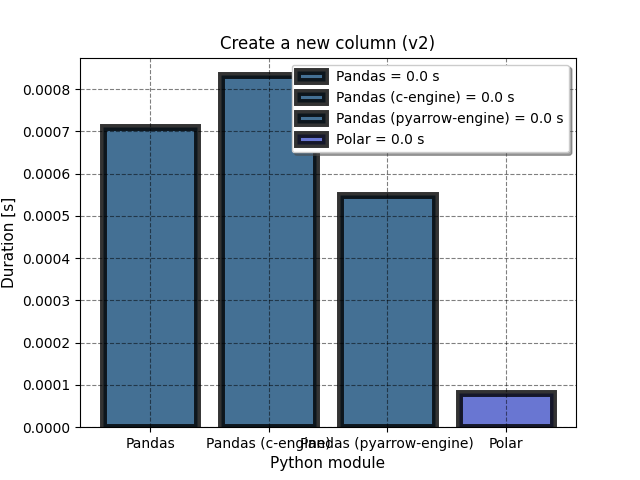 Create a new column (v2)
Pandas = 0.0 s
Pandas (c-engine) = 0.0 s
Pandas (pyarrow-engine) = 0.0 s
Polar = 0.0 s
0.0008
0.0007
0.0006
0.0005
0.0004
0.0003
0.0002
0.0001
0.0000
Duration [s]
Pandas
Pandas (c-engine)
Pandas (pyarrow-engine)
Polar
Python module